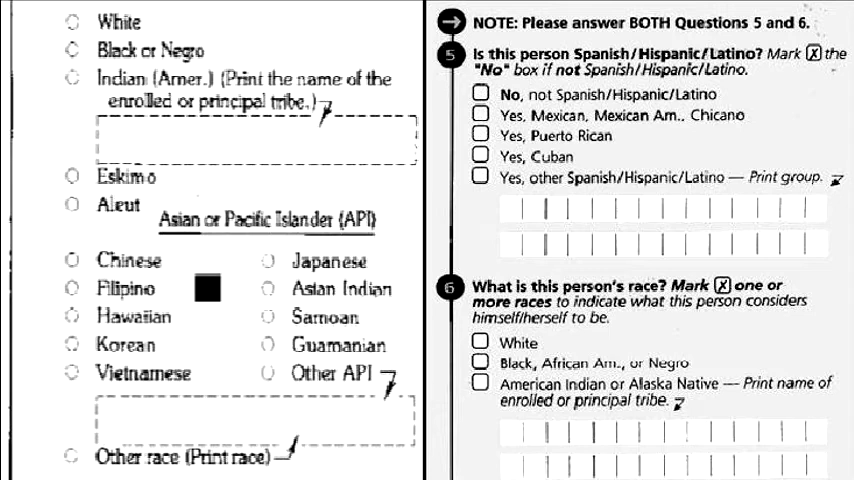 White
Black or Negro
Indian (Amer.) (Print the name of the
enrolled or principal tribe.)
Eskimo
Aleut
Asian or Pacific Islander (API)
Chinese
Japanese
Filipino
Asian Indian
Hawaiian
Samoan
Korean
Guamanian
Vietnamese
Other API
Other race (Print race)
NOTE: Please answer BOTH Questions 5 and 6.
5 Is this person Spanish/Hispanic/Latino? Mark X the
"No" box if not Spanish/Hispanic/Latino.
No, not Spanish/Hispanic/Latino
Yes, Mexican, Mexican Am., Chicano
Yes, Puerto Rican
Yes, Cuban
Yes, other Spanish/Hispanic/Latino — Print group.
6 What is this person's race? Mark X one or
more races to indicate what this person considers
himself/herself to be.
White
Black, African Am., or Negro
American Indian or Alaska Native — Print name of
enrolled or principal tribe.